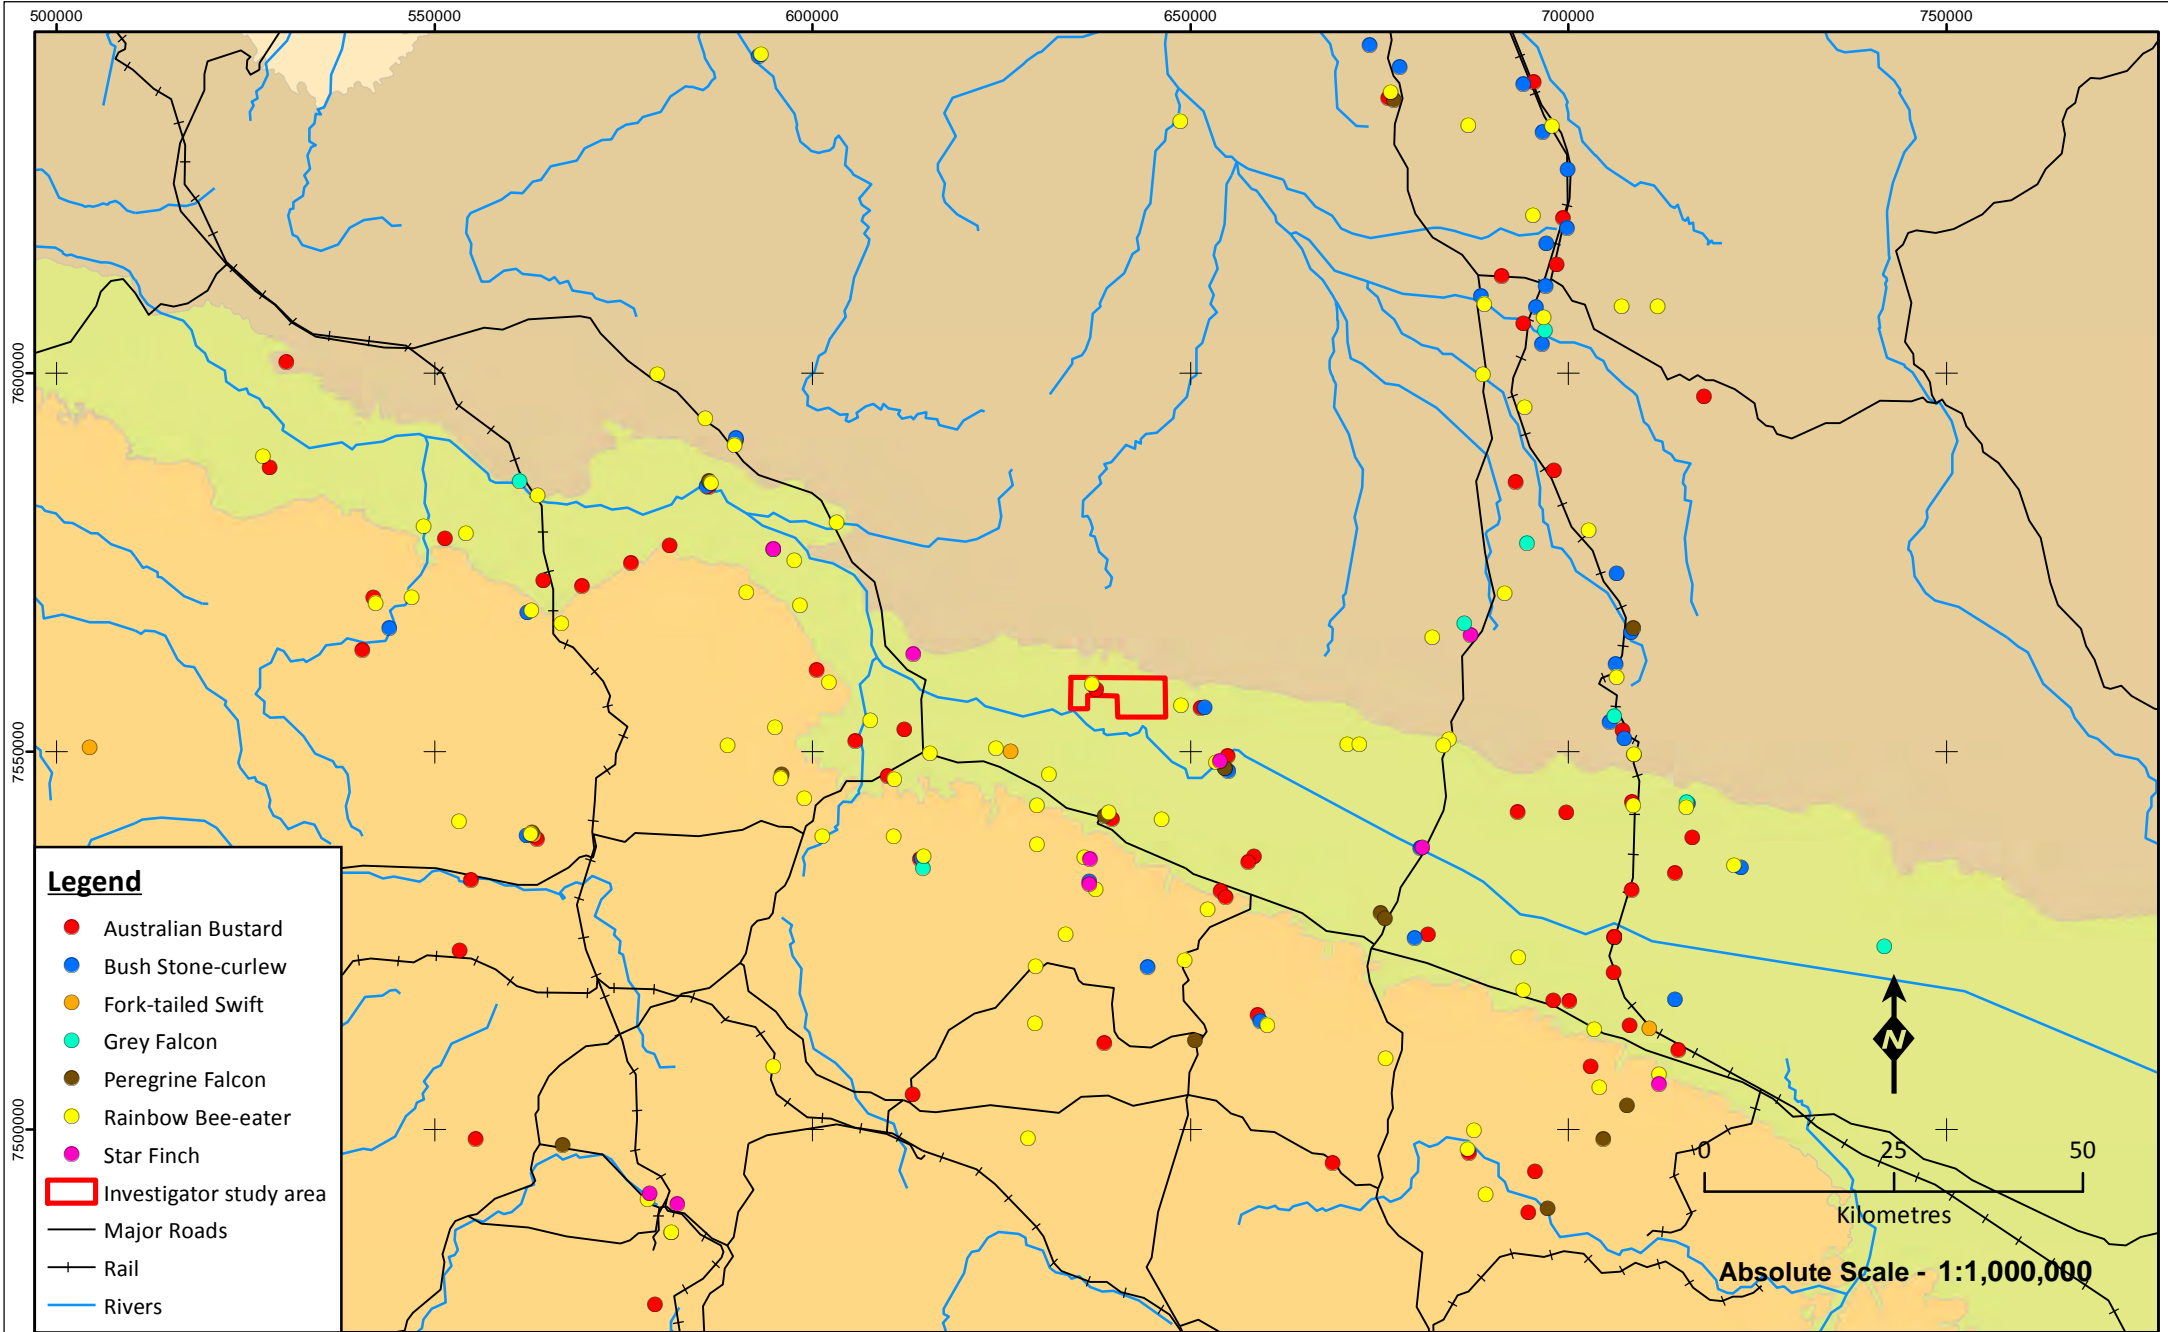 500000 550000 600000 650000 700000 750000
7600000
7550000
7500000
Legend
Australian Bustard
Bush Stone-curlew
Fork-tailed Swift
Grey Falcon
Peregrine Falcon
Rainbow Bee-eater
Star Finch
Investigator study area
Major Roads
Rail
Rivers
N
0 25 50
Kilometres
Absolute Scale - 1:1,000,000